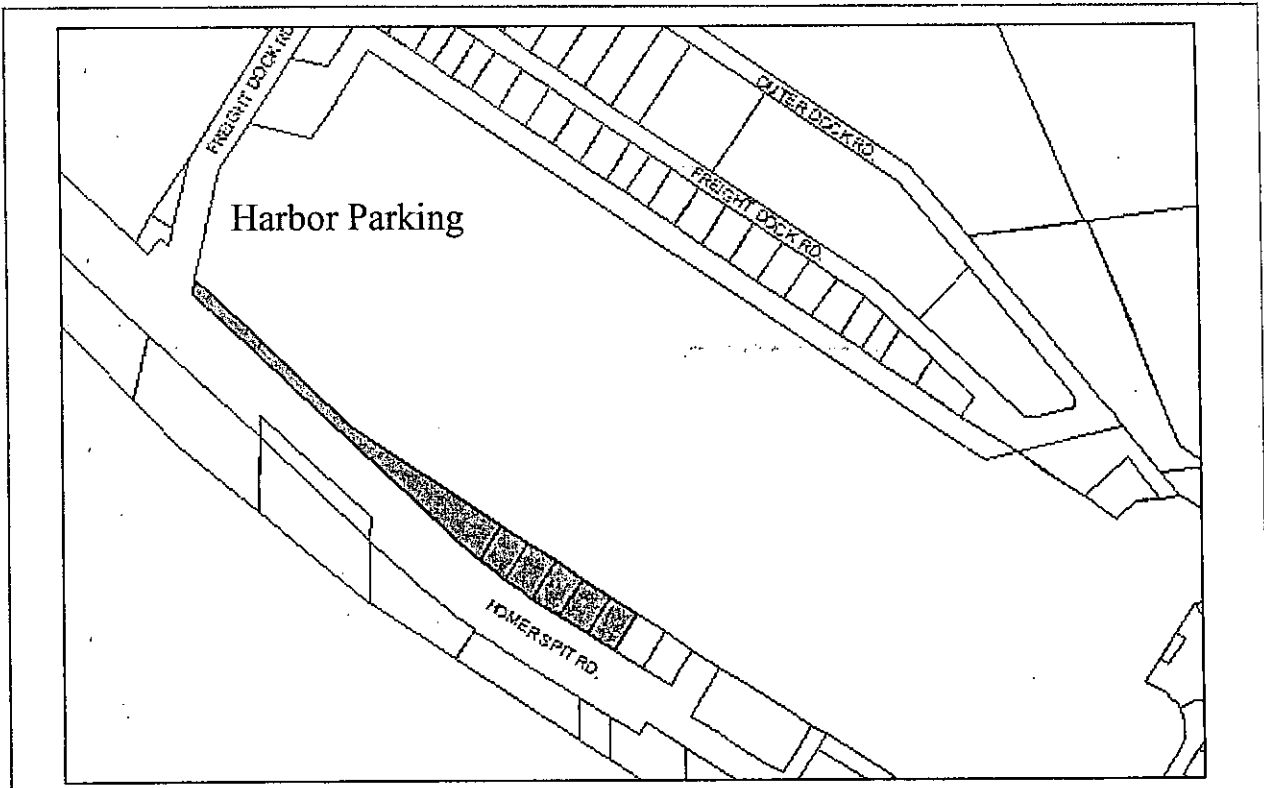 FREIGHT DOCK RD.
OUTER DOCK RD.
FREIGHT DOCK RD.
Harbor Parking
HOMER SPIT RD.